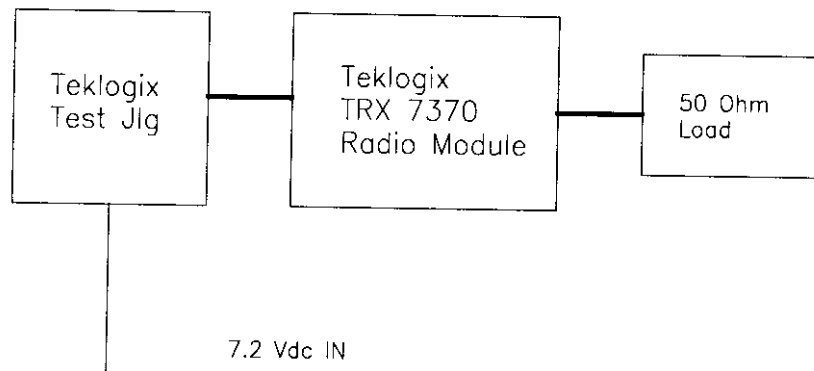 Teklogix
Test Jig
Teklogix
TRX 7370
Radio Module
50 Ohm
Load
7.2 Vdc IN